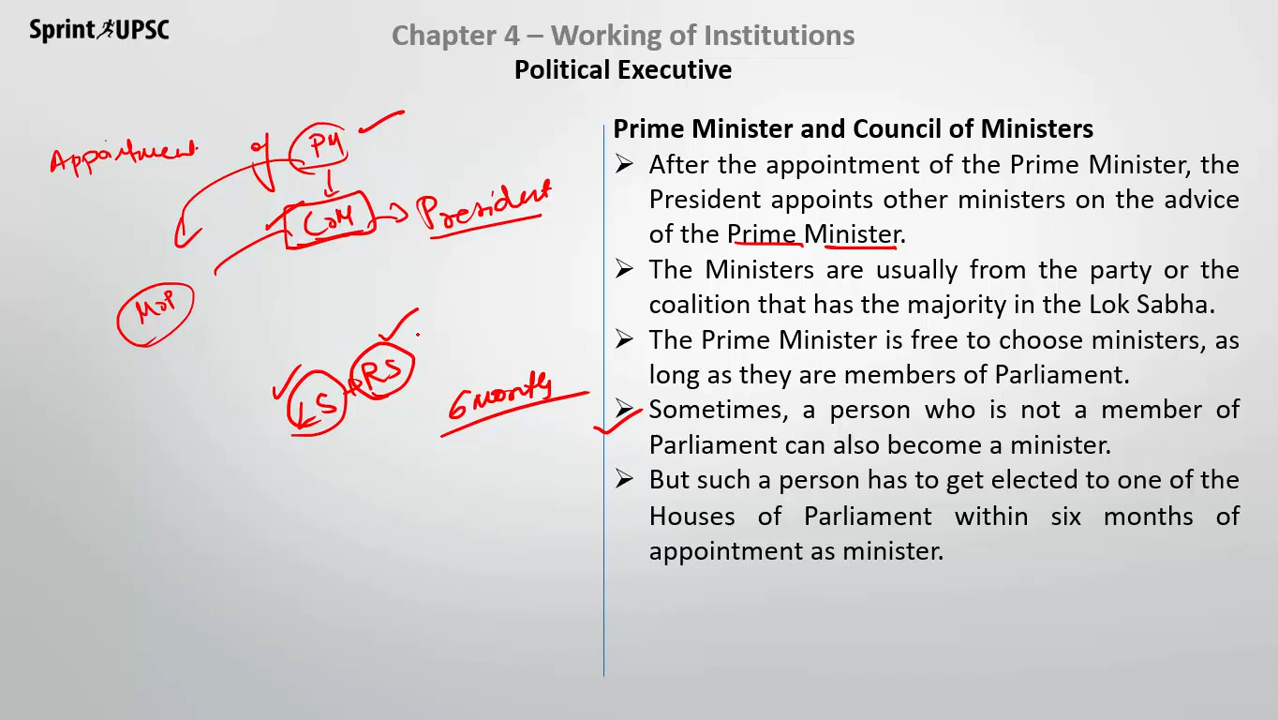 Sprint UPSC
Chapter 4 – Working of Institutions
Political Executive
Appointment of PM
CoM
President
MoP
LS + RS
6 months
Prime Minister and Council of Ministers
➢ After the appointment of the Prime Minister, the
President appoints other ministers on the advice
of the Prime Minister.
➢ The Ministers are usually from the party or the
coalition that has the majority in the Lok Sabha.
➢ The Prime Minister is free to choose ministers, as
long as they are members of Parliament.
➢ Sometimes, a person who is not a member of
Parliament can also become a minister.
➢ But such a person has to get elected to one of the
Houses of Parliament within six months of
appointment as minister.